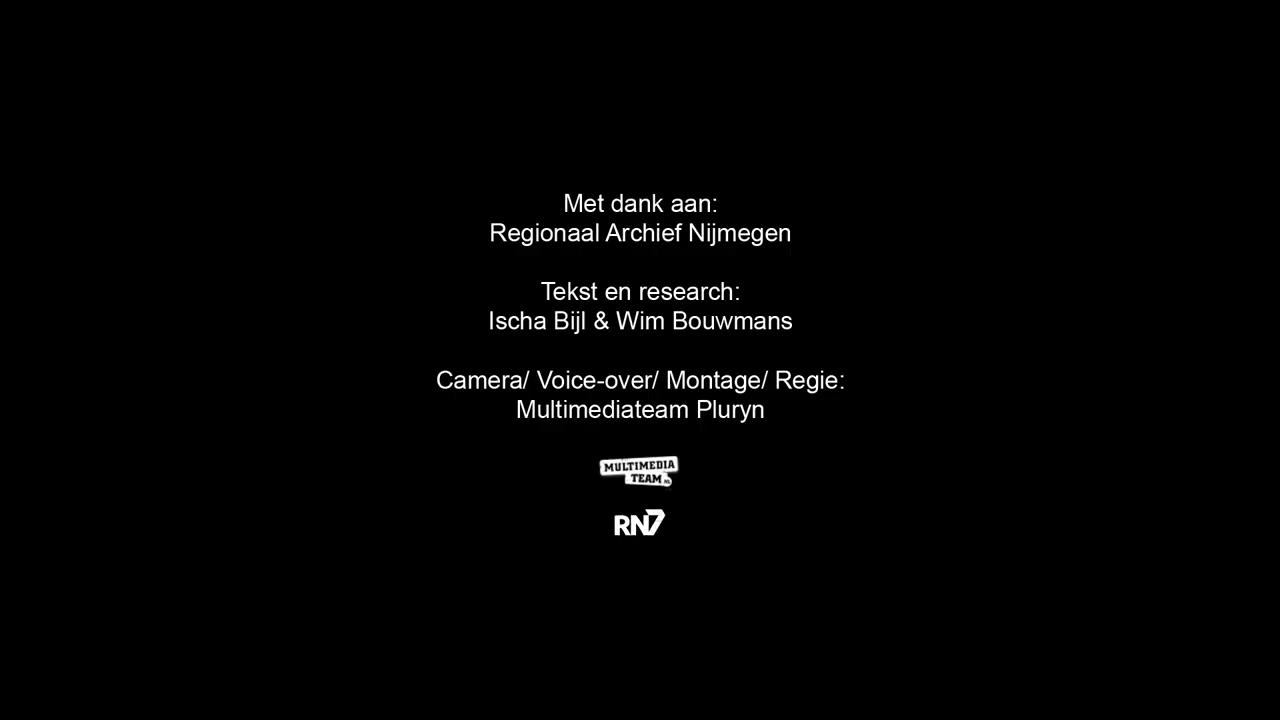 Met dank aan:
Regionaal Archief Nijmegen
Tekst en research:
Ischa Bijl & Wim Bouwmans
Camera/ Voice-over/ Montage/ Regie:
Multimediateam Pluryn
MULTIMEDIA
TEAM.NL
RN7